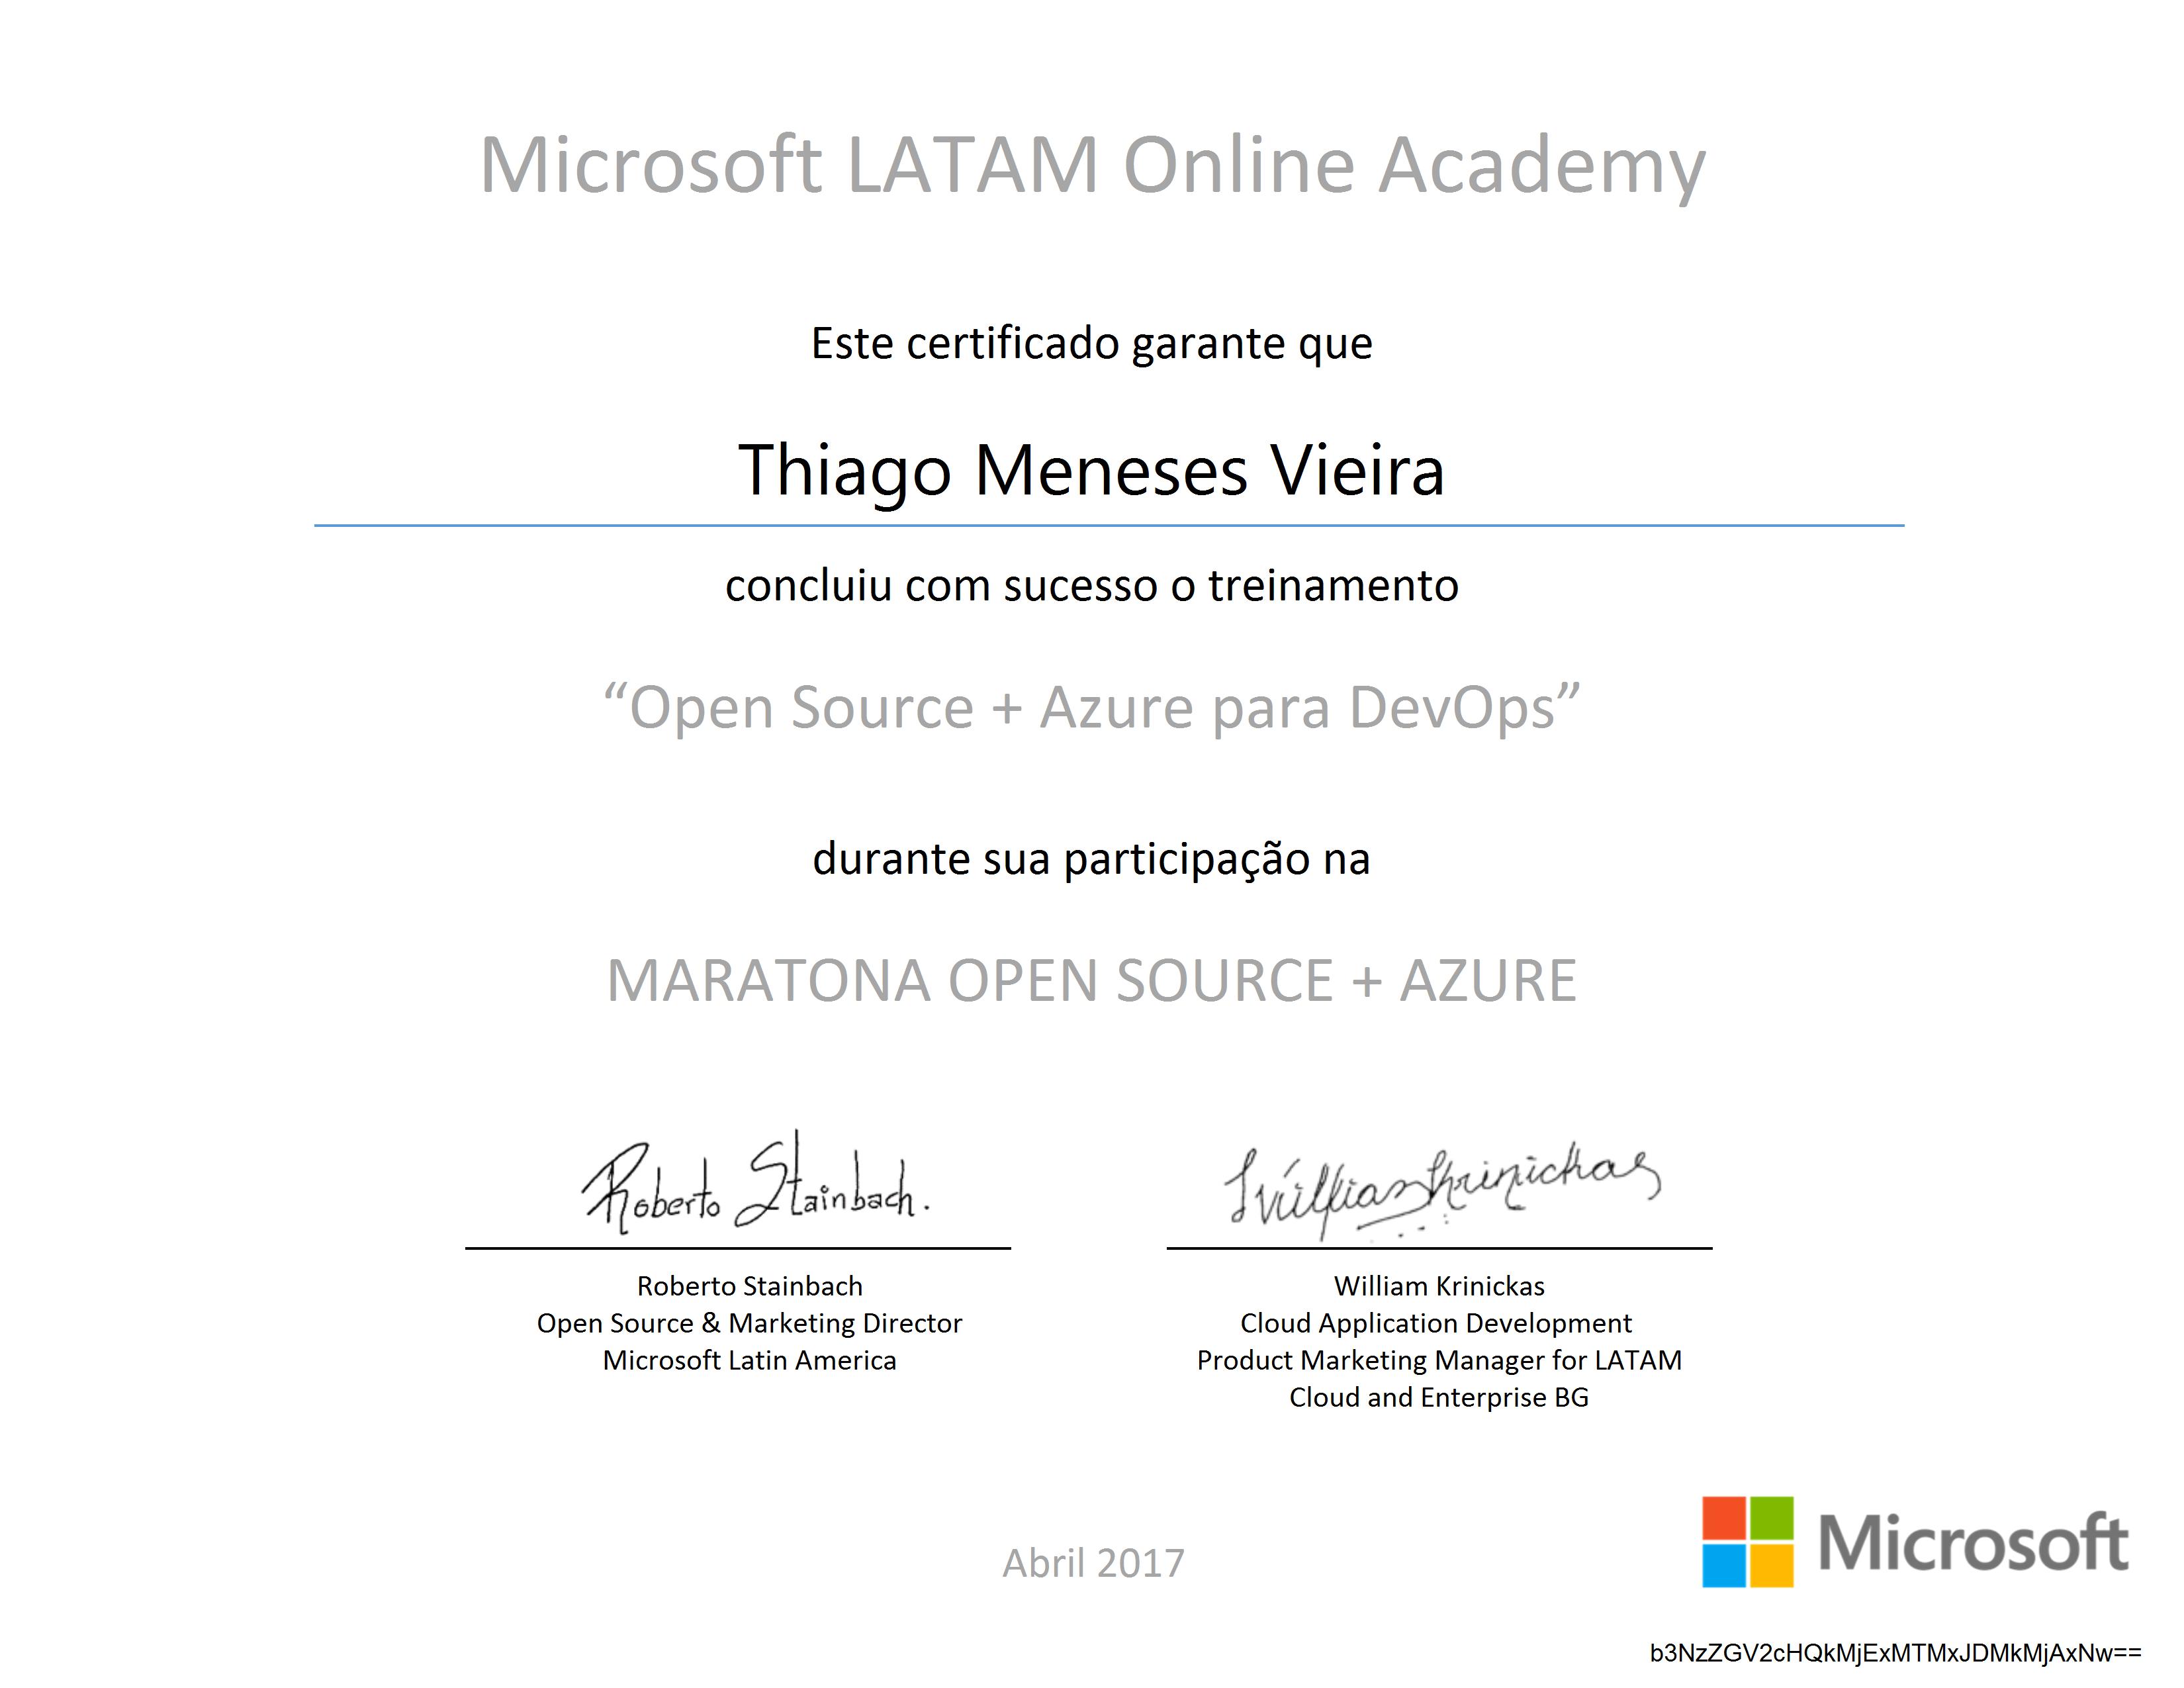 Microsoft LATAM Online Academy
Este certificado garante que
Thiago Meneses Vieira
concluiu com sucesso o treinamento
“Open Source + Azure para DevOps”
durante sua participação na
MARATONA OPEN SOURCE + AZURE
Roberto Stainbach.
William Krinickas
Roberto Stainbach
Open Source & Marketing Director
Microsoft Latin America
William Krinickas
Cloud Application Development
Product Marketing Manager for LATAM
Cloud and Enterprise BG
Abril 2017
Microsoft
b3NzZGV2cHQkMjExMTMxJDMkMjAxNw==